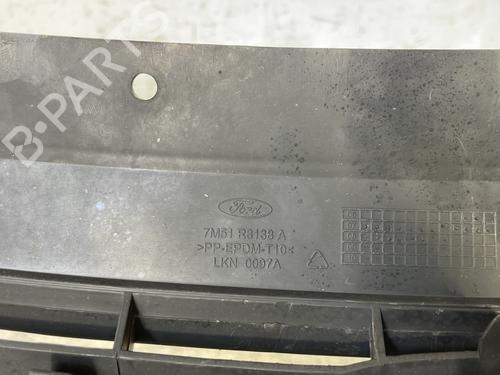 B-PARTS
Ford
7M51 R8138 A
>PP-EPDM-T10<
LKN 0097A